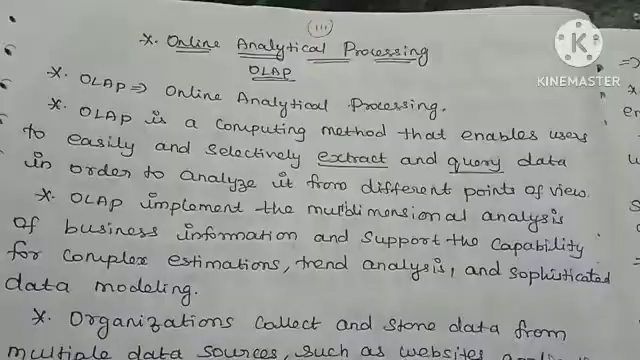 111
*. Online Analytical Processing
OLAP
*. OLAP ⇒ Online Analytical Processing.
*. OLAP is a computing method that enables users
to easily and selectively extract and query data
in order to analyze it from different points of view.
*. OLAP implement the multidimensional analysis
of business information and support the capability
for complex estimations, trend analysis, and sophisticated
data modeling.
*. Organizations collect and store data from
multiple data sources, such as websites
K
KINEMASTER